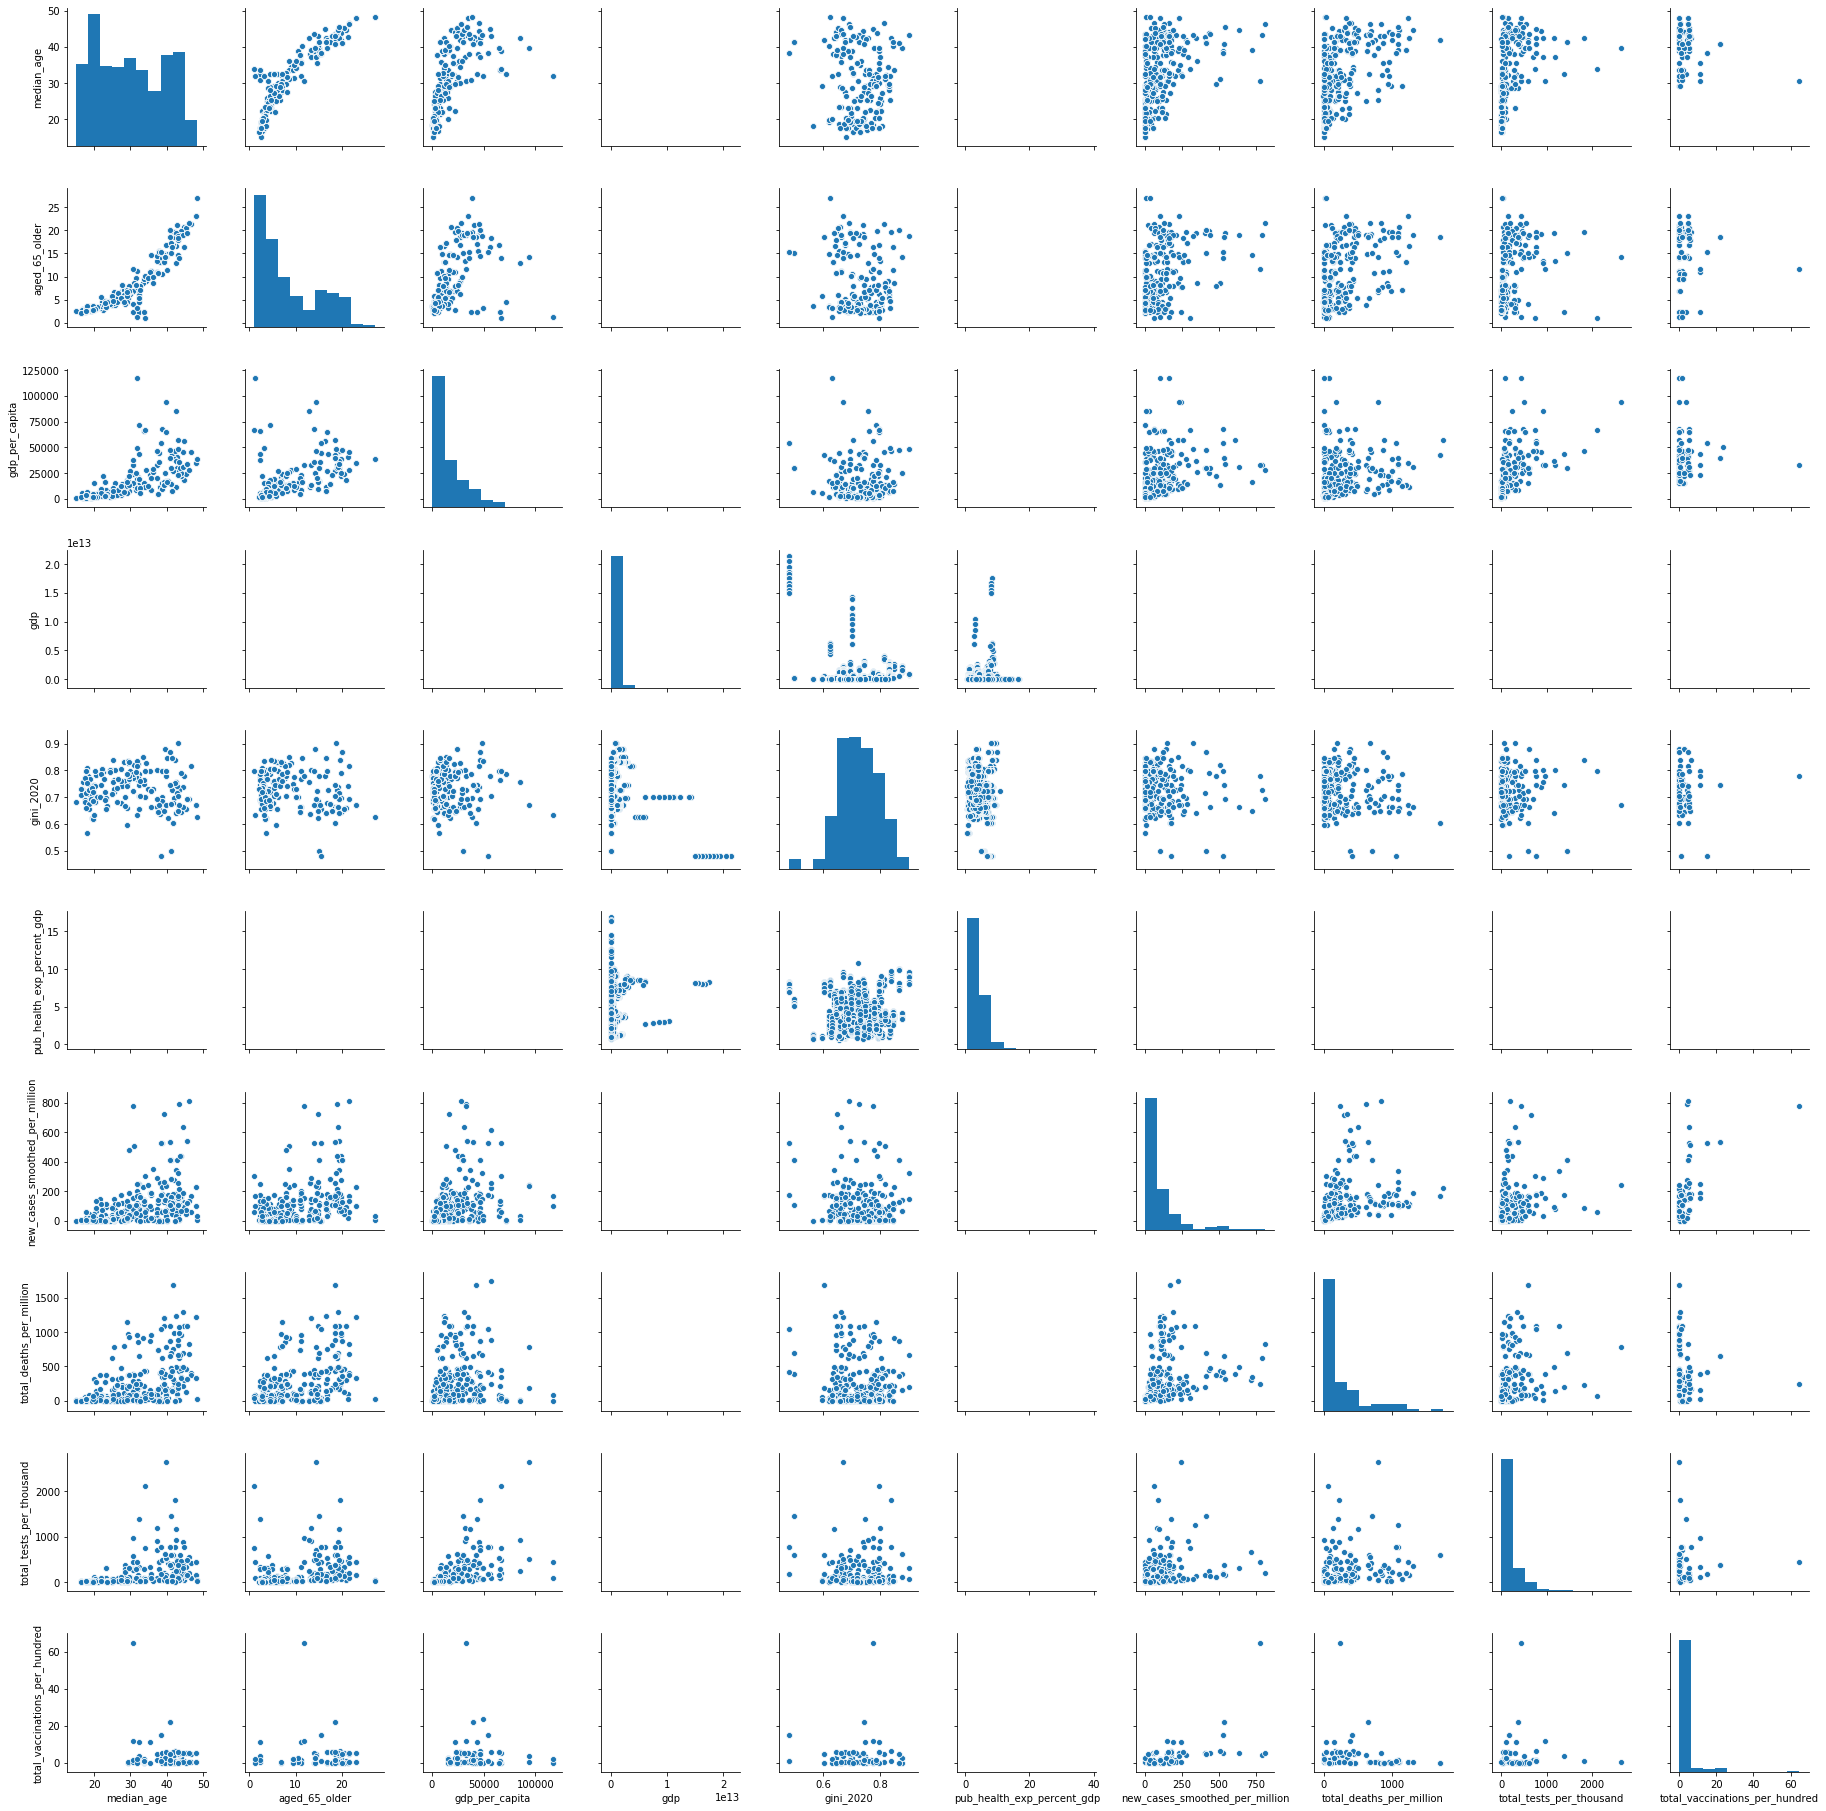 50
40
30
20
median_age
25
20
15
10
5
0
aged_65_older
125000
100000
75000
50000
25000
0
gdp_per_capita
1e13
2.0
1.5
1.0
0.5
0.0
gdp
0.9
0.8
0.7
0.6
0.5
gini_2020
15
10
5
0
pub_health_exp_percent_gdp
800
600
400
200
0
new_cases_smoothed_per_million
1500
1000
500
0
total_deaths_per_million
2000
1000
0
total_tests_per_thousand
60
40
20
0
total_vaccinations_per_hundred
20 30 40 50
median_age
0 10 20
aged_65_older
0 50000 100000
gdp_per_capita
0 1 2
1e13
gdp
0.6 0.8
gini_2020
0 20 40
pub_health_exp_percent_gdp
0 250 500 750
new_cases_smoothed_per_million
0 1000
total_deaths_per_million
0 1000 2000
total_tests_per_thousand
0 20 40 60
total_vaccinations_per_hundred